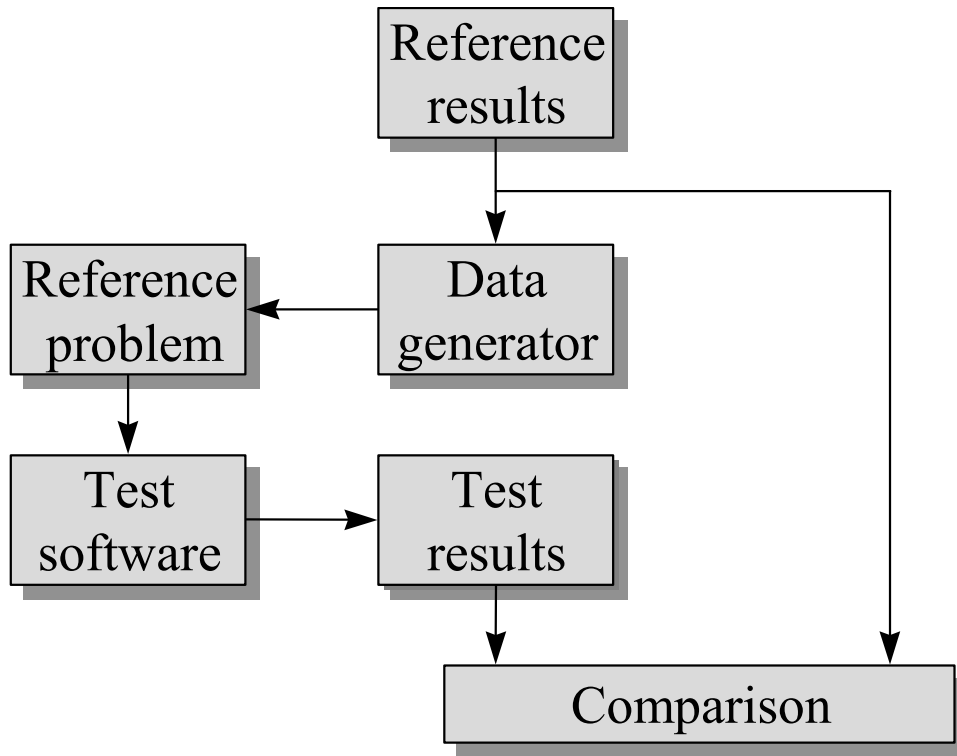 Reference
results
Reference
problem
Data
generator
Test
software
Test
results
Comparison